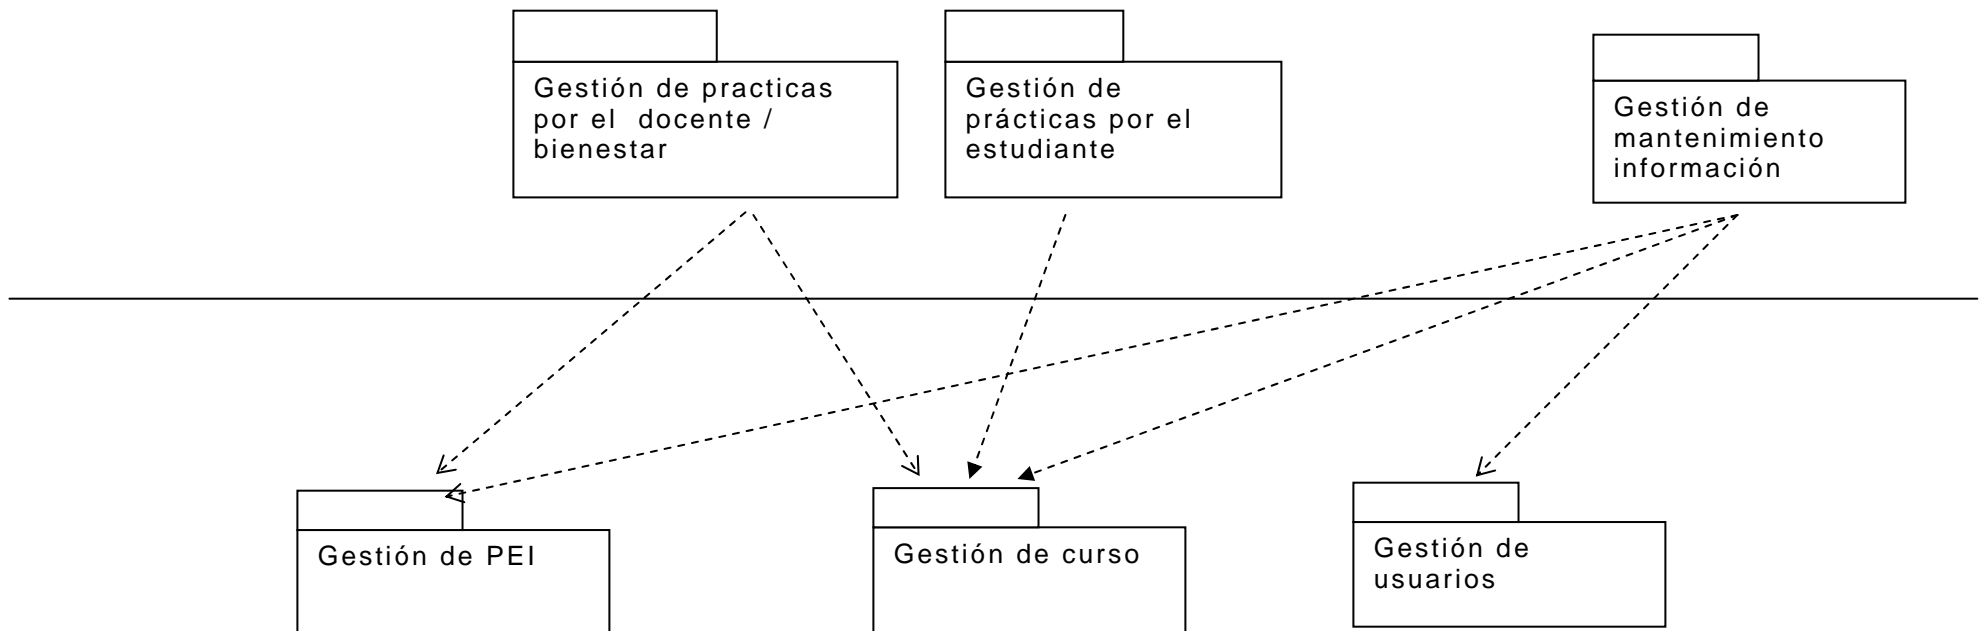 Gestión de practicas
por el docente /
bienestar
Gestión de
prácticas por el
estudiante
Gestión de
mantenimiento
información
Gestión de PEI
Gestión de curso
Gestión de
usuarios